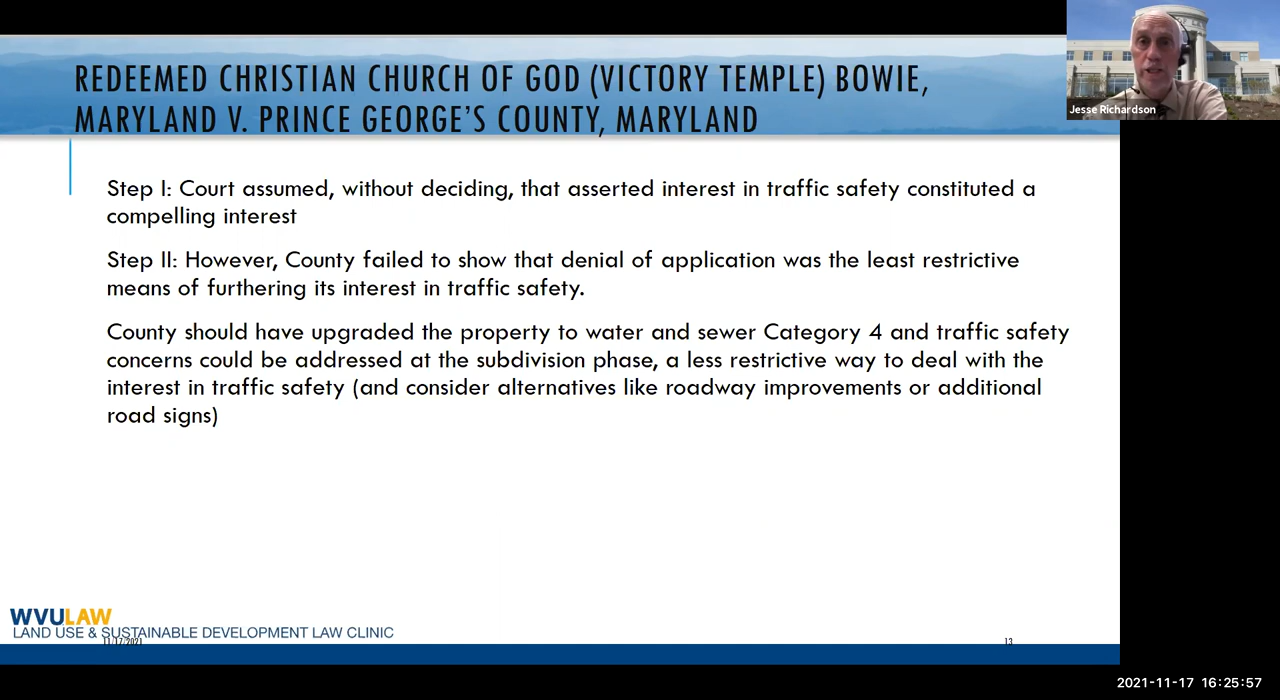 REDEEMED CHRISTIAN CHURCH OF GOD (VICTORY TEMPLE) BOWIE,
MARYLAND V. PRINCE GEORGE'S COUNTY, MARYLAND
Jesse Richardson
Step I: Court assumed, without deciding, that asserted interest in traffic safety constituted a
compelling interest
Step II: However, County failed to show that denial of application was the least restrictive
means of furthering its interest in traffic safety.
County should have upgraded the property to water and sewer Category 4 and traffic safety
concerns could be addressed at the subdivision phase, a less restrictive way to deal with the
interest in traffic safety (and consider alternatives like roadway improvements or additional
road signs)
WVULAW
LAND USE & SUSTAINABLE DEVELOPMENT LAW CLINIC
11/17/2021
13
2021-11-17 16:25:57